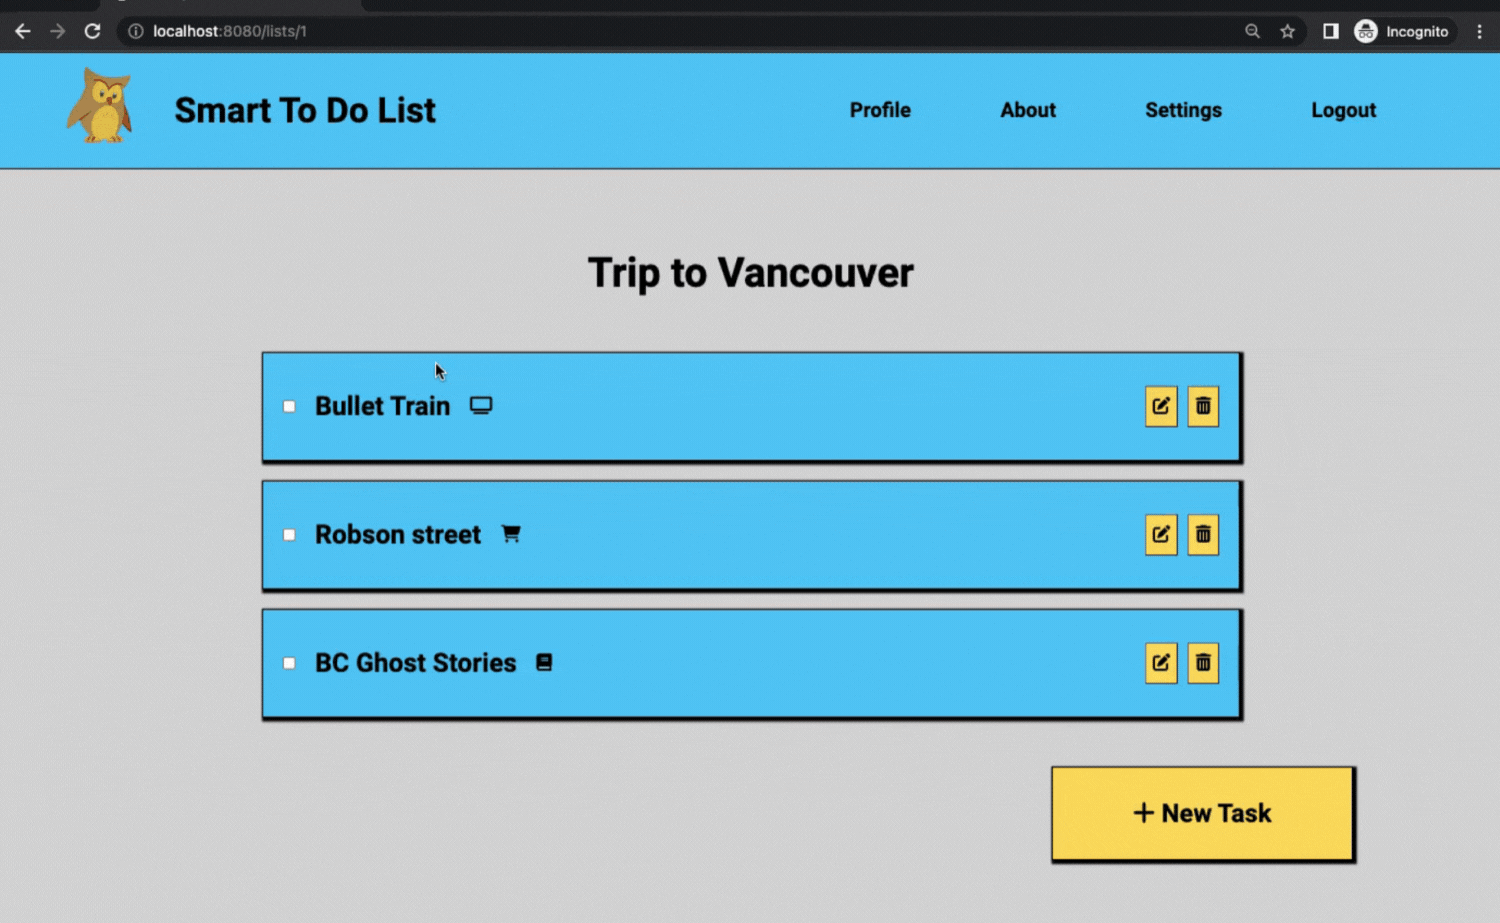 localhost:8080/lists/1
Incognito
Smart To Do List
Profile
About
Settings
Logout
Trip to Vancouver
Bullet Train
Robson street
BC Ghost Stories
+ New Task